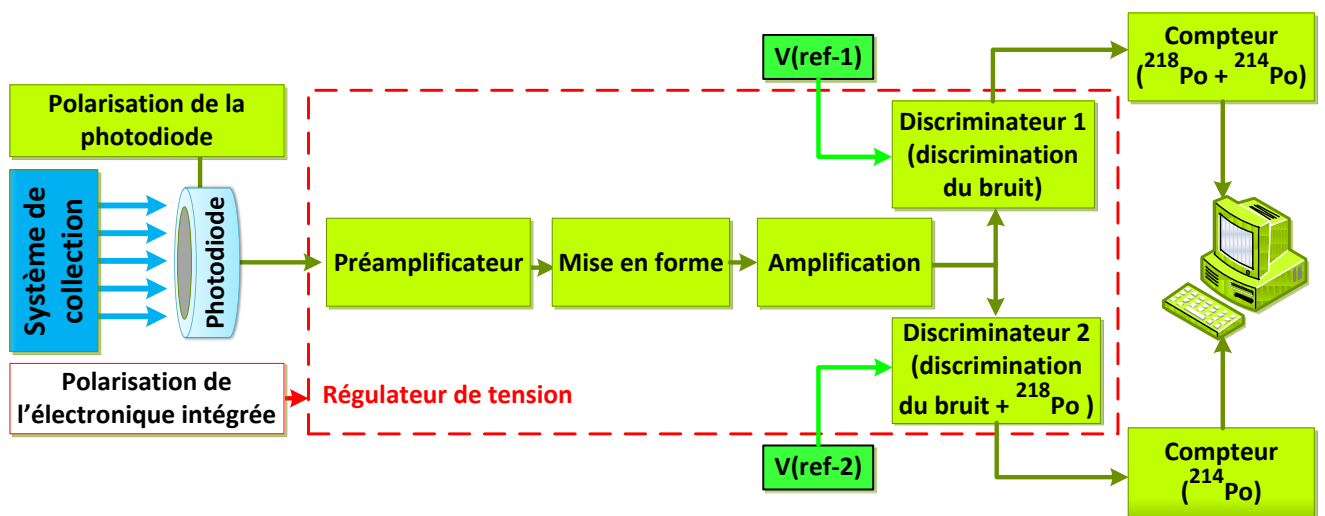 V(ref-1)
Compteur
(²¹⁸Po + ²¹⁴Po)
Polarisation de la
photodiode
Discriminateur 1
(discrimination
du bruit)
Système de
collection
Photodiode
Préamplificateur
Mise en forme
Amplification
Discriminateur 2
(discrimination
du bruit + ²¹⁸Po )
Polarisation de
l’électronique intégrée
Régulateur de tension
V(ref-2)
Compteur
(²¹⁴Po)